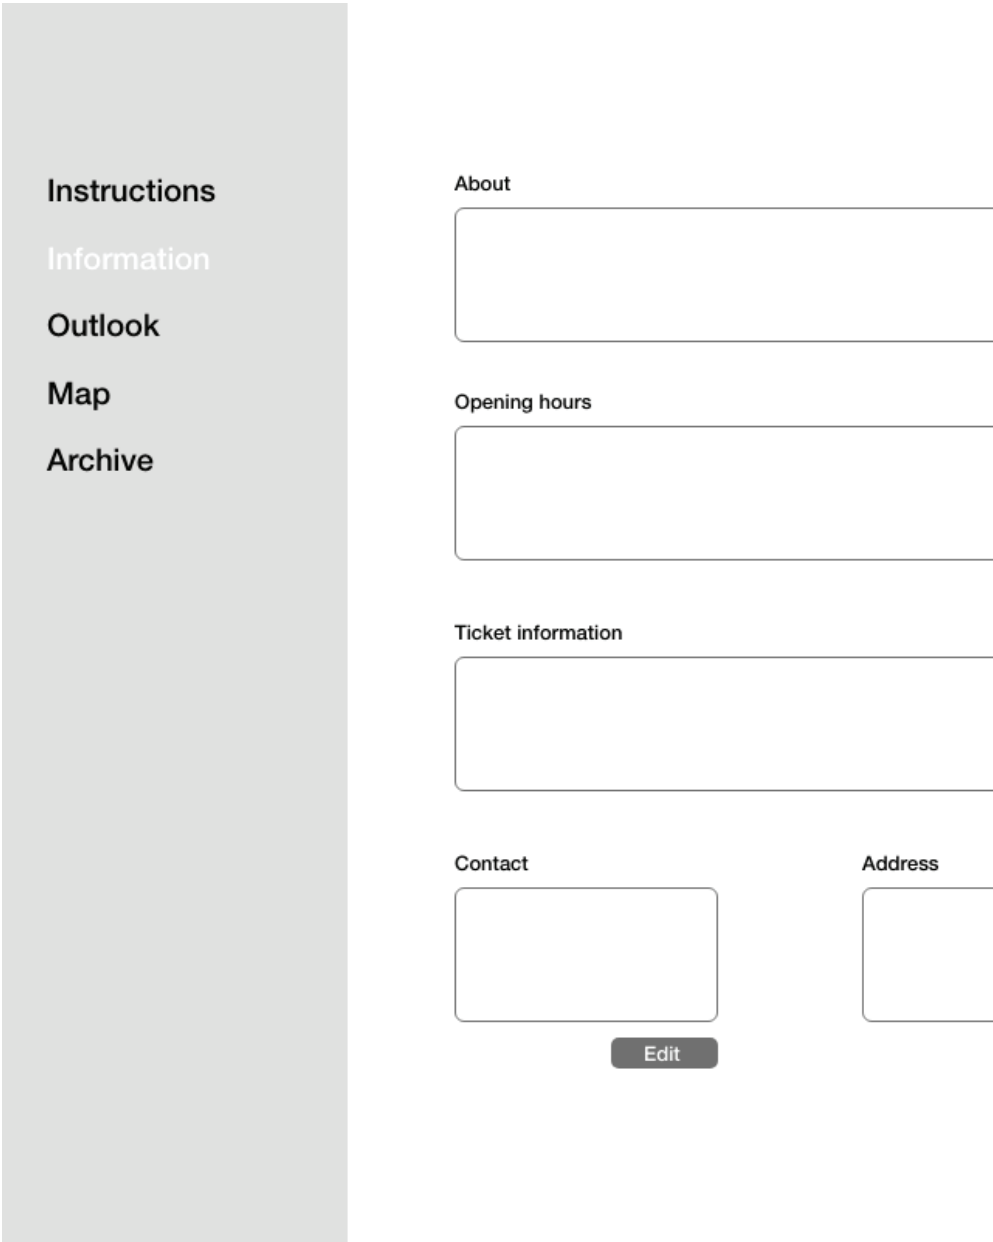 Instructions
Information
Outlook
Map
Archive
About
Opening hours
Ticket information
Contact
Address
Edit